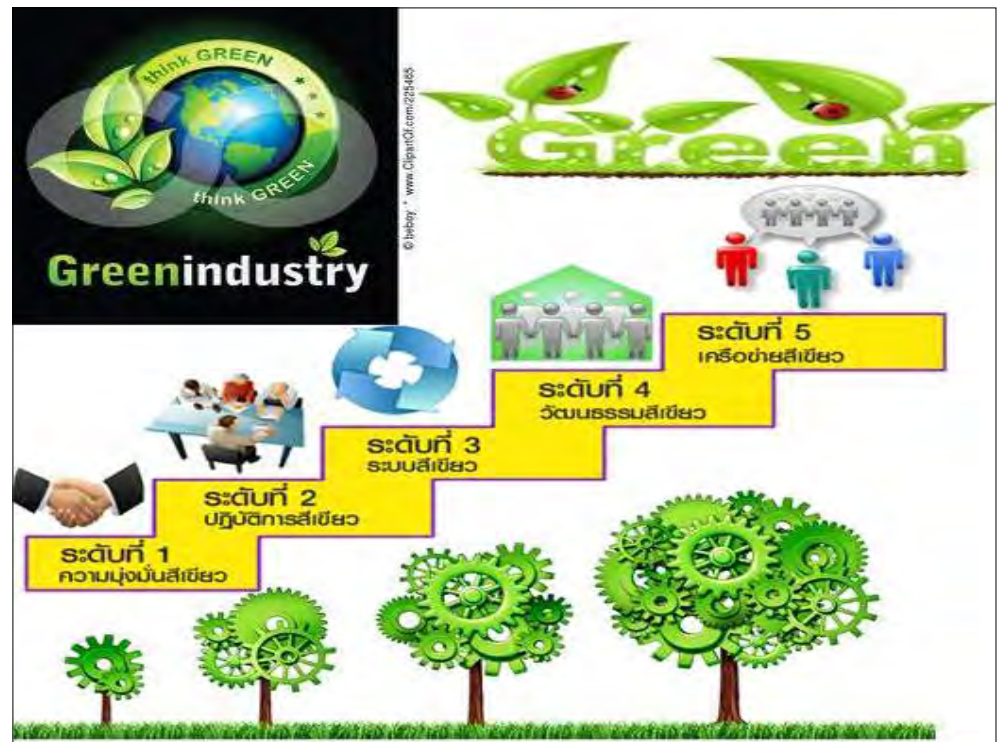 think GREEN
think GREEN
Greenindustry
© beboy * www.ClipartOf.com/225465
Green
ระดับที่ 5
เครือข่ายสีเขียว
ระดับที่ 4
วัฒนธรรมสีเขียว
ระดับที่ 3
ระบบสีเขียว
ระดับที่ 2
ปฏิบัติการสีเขียว
ระดับที่ 1
ความมุ่งมั่นสีเขียว